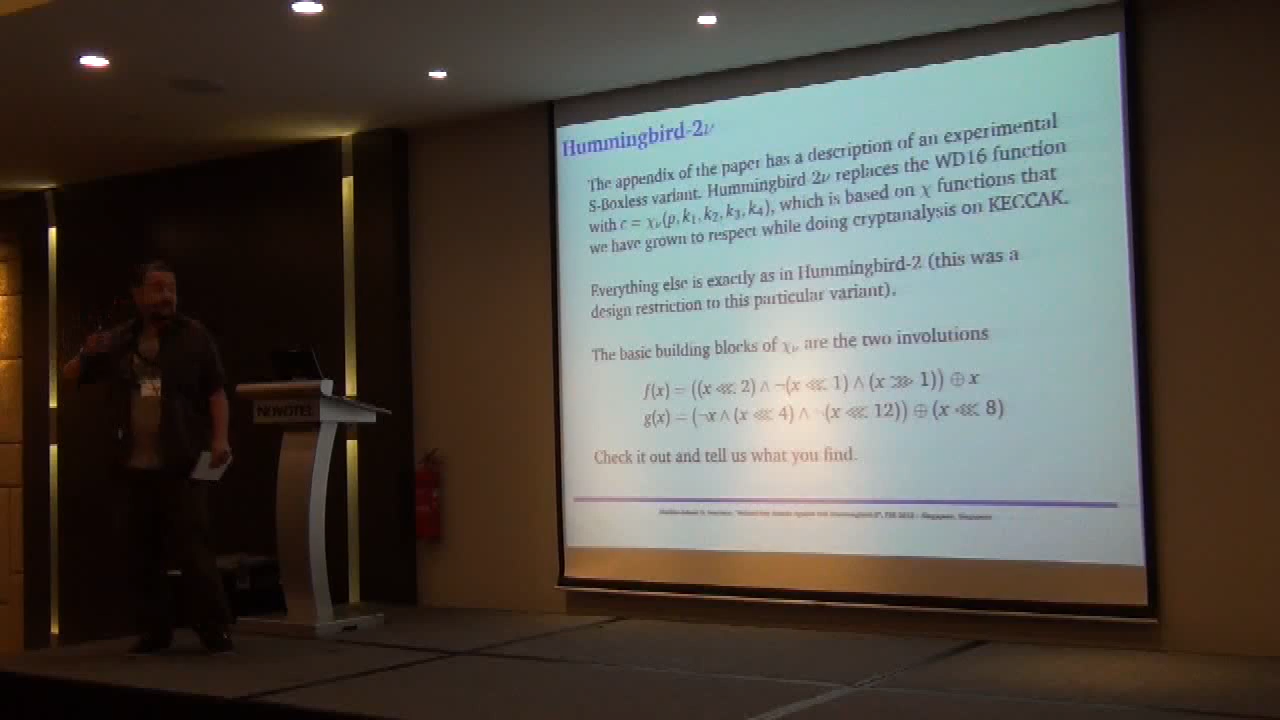 Hummingbird-2ν
The appendix of the paper has a description of an experimental
S-Boxless variant. Hummingbird 2ν replaces the WD16 function
with c = χν(p, k1, k2, k3, k4), which is based on χ functions that
we have grown to respect while doing cryptanalysis on KECCAK.
Everything else is exactly as in Hummingbird-2 (this was a
design restriction to this particular variant).
The basic building blocks of χν are the two involutions
f(x) = ((x ⋘ 2) ∧ ¬(x ⋘ 1) ∧ (x ⋙ 1)) ⊕ x
g(x) = (¬x ∧ (x ⋘ 4) ∧ ¬(x ⋘ 12)) ⊕ (x ⋘ 8)
Check it out and tell us what you find.
NOVOTEL